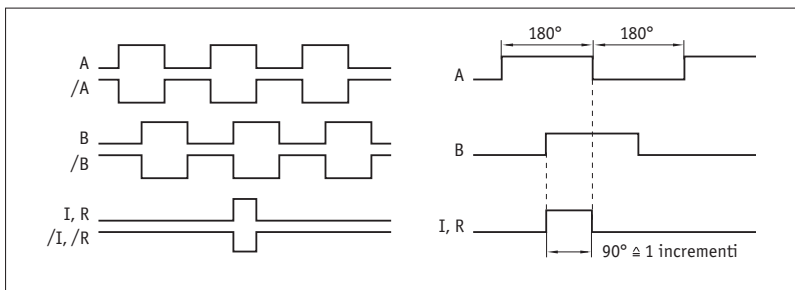 A
/A
B
/B
I, R
/I, /R
180° 180°
A
B
I, R
90° ≙ 1 incrementi